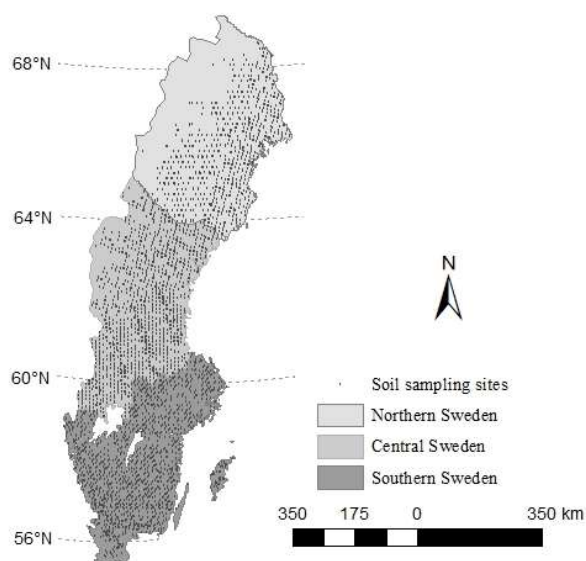 68°N
64°N
N
60°N
Soil sampling sites
Northern Sweden
Central Sweden
Southern Sweden
56°N
350 175 0 350 km